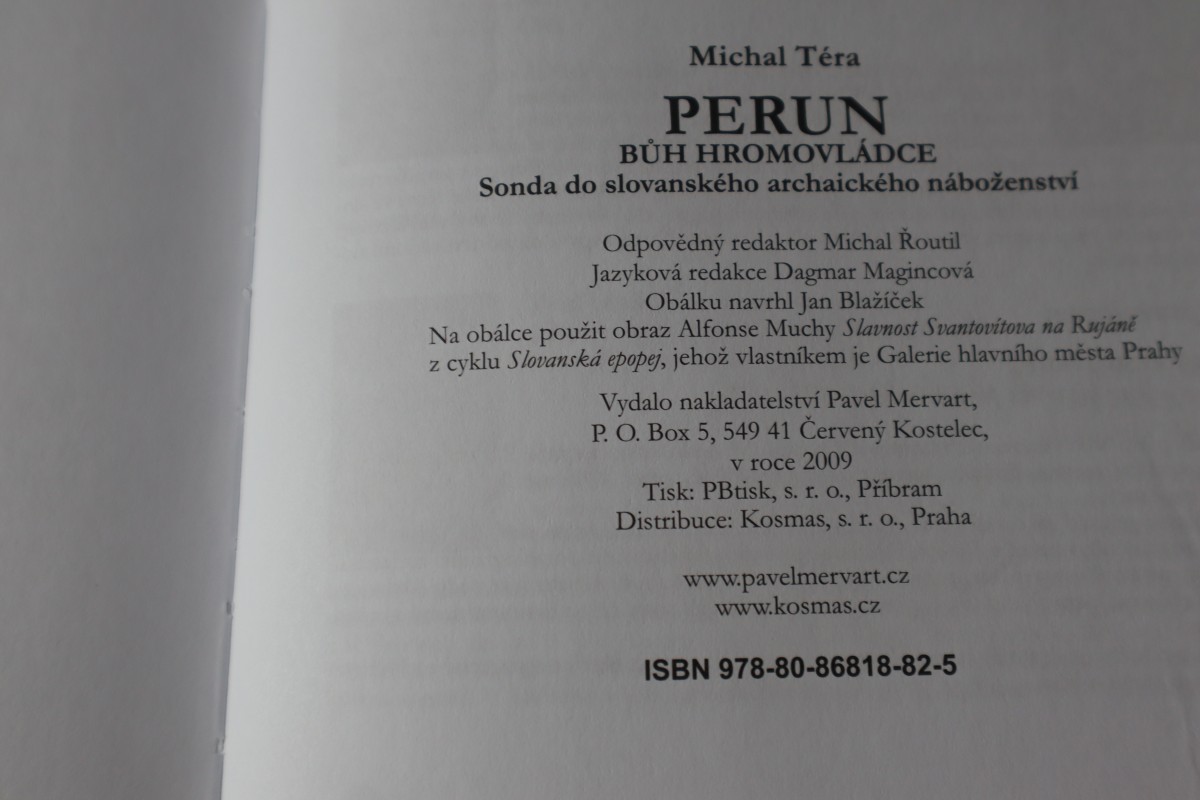 Michal Téra
PERUN
BŮH HROMOVLÁDCE
Sonda do slovanského archaického náboženství
Odpovědný redaktor Michal Řoutil
Jazyková redakce Dagmar Magincová
Obálku navrhl Jan Blažíček
Na obálce použit obraz Alfonse Muchy Slavnost Svantovítova na Rujáně
z cyklu Slovanská epopej, jehož vlastníkem je Galerie hlavního města Prahy
Vydalo nakladatelství Pavel Mervart,
P. O. Box 5, 549 41 Červený Kostelec,
v roce 2009
Tisk: PBtisk, s. r. o., Příbram
Distribuce: Kosmas, s. r. o., Praha
www.pavelmervart.cz
www.kosmas.cz
ISBN 978-80-86818-82-5